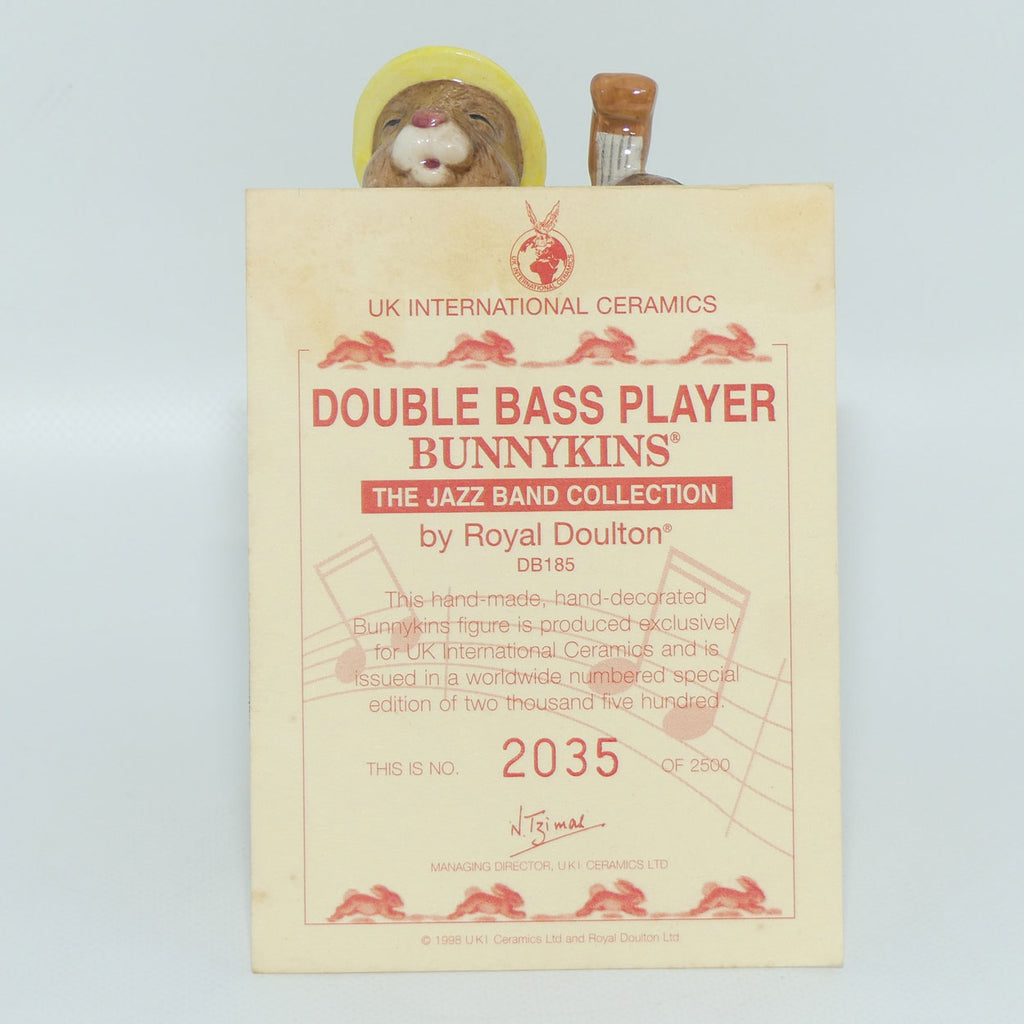 UK INTERNATIONAL CERAMICS
UK INTERNATIONAL CERAMICS
DOUBLE BASS PLAYER
BUNNYKINS®
THE JAZZ BAND COLLECTION
by Royal Doulton®
DB185
This hand-made, hand-decorated
Bunnykins figure is produced exclusively
for UK International Ceramics and is
issued in a worldwide numbered special
edition of two thousand five hundred.
THIS IS NO. 2035 OF 2500
N. Tzimas
MANAGING DIRECTOR, UKI CERAMICS LTD
© 1998 UKI Ceramics Ltd and Royal Doulton Ltd